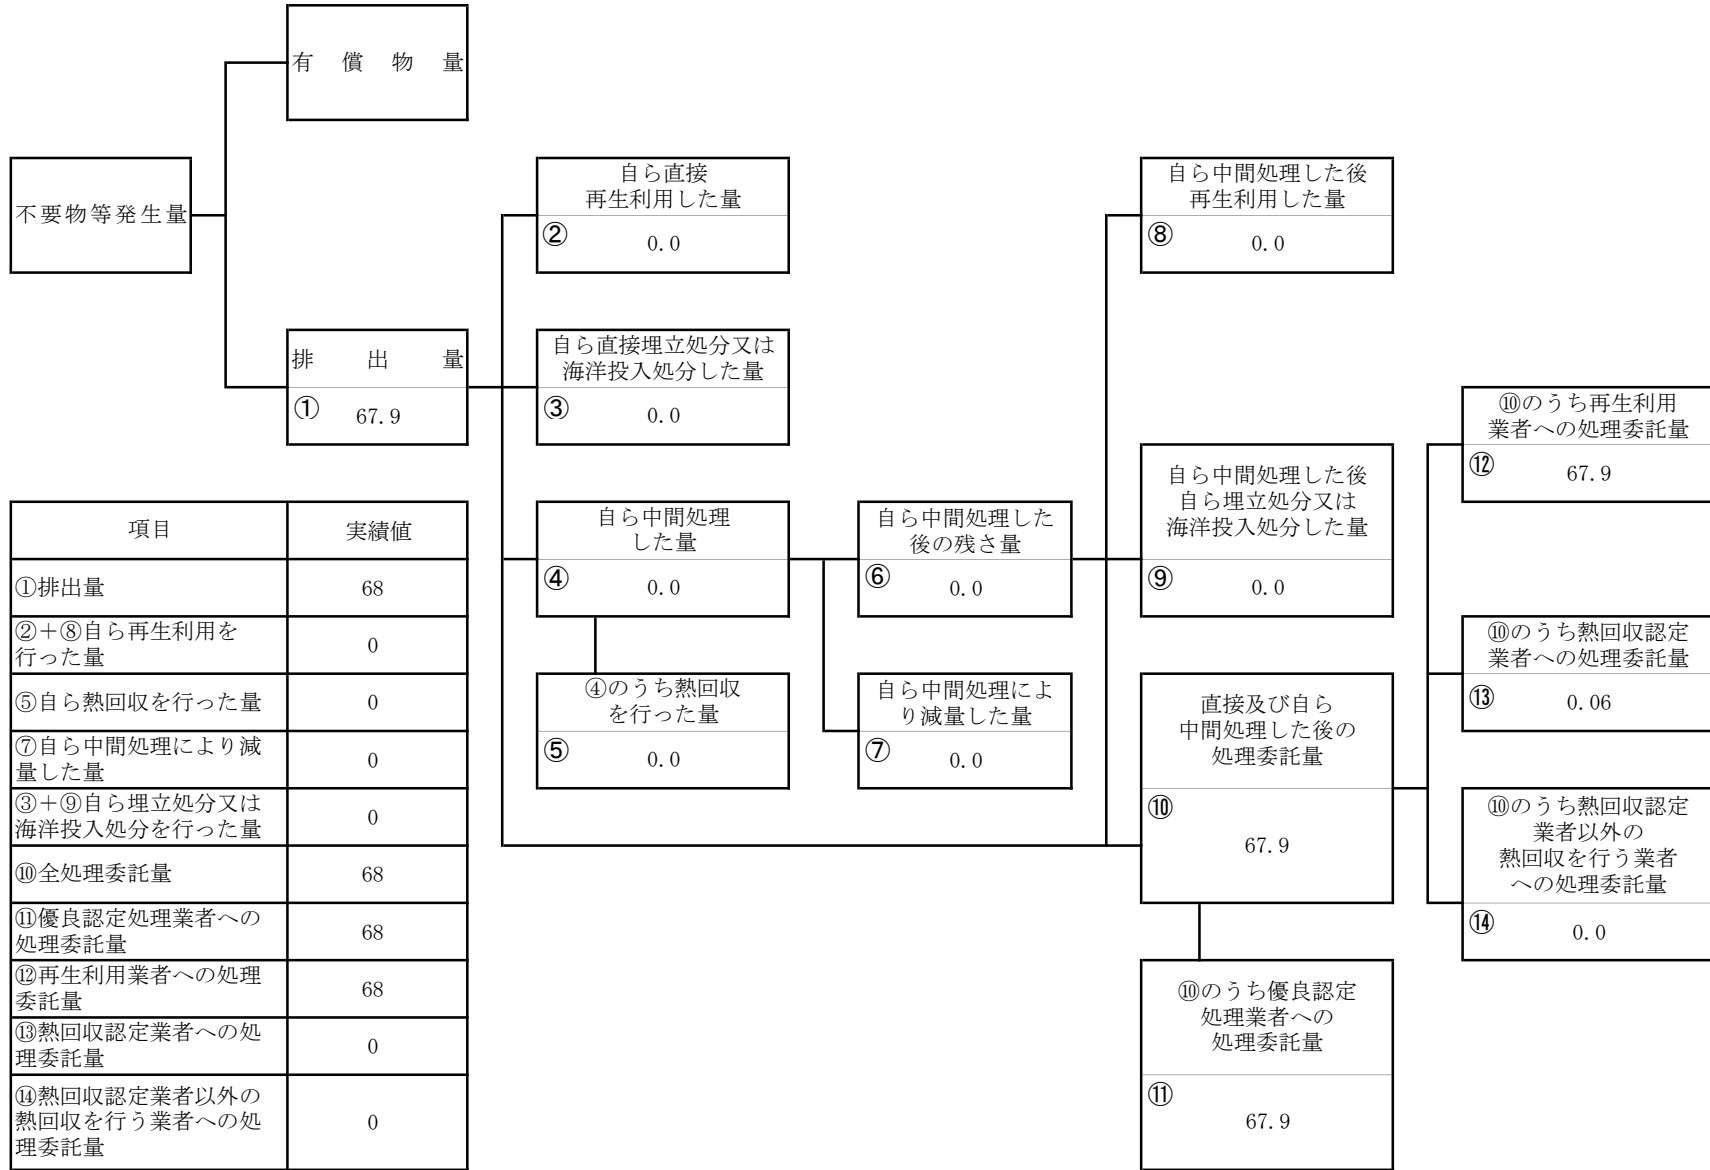 有償物量
不要物等発生量
自ら直接
再生利用した量
② 0.0
自ら中間処理した後
再生利用した量
⑧ 0.0
排出量
① 67.9
自ら直接埋立処分又は
海洋投入処分した量
③ 0.0
⑩のうち再生利用
業者への処理委託量
⑫ 67.9
自ら中間処理
した量
④ 0.0
自ら中間処理した
後の残さ量
⑥ 0.0
自ら中間処理した後
自ら埋立処分又は
海洋投入処分した量
⑨ 0.0
⑩のうち熱回収認定
業者への処理委託量
⑬ 0.06
④のうち熱回収
を行った量
⑤ 0.0
自ら中間処理によ
り減量した量
⑦ 0.0
直接及び自ら
中間処理した後の
処理委託量
⑩
67.9
⑩のうち熱回収認定
業者以外の
熱回収を行う業者
への処理委託量
⑭ 0.0
⑩のうち優良認定
処理業者への
処理委託量
⑪
67.9
項目 実績値
①排出量 68
②＋⑧自ら再生利用を
行った量 0
⑤自ら熱回収を行った量 0
⑦自ら中間処理により減
量した量 0
③＋⑨自ら埋立処分又は
海洋投入処分を行った量 0
⑩全処理委託量 68
⑪優良認定処理業者への
処理委託量 68
⑫再生利用業者への処理
委託量 68
⑬熱回収認定業者への処
理委託量 0
⑭熱回収認定業者以外の
熱回収を行う業者への処
理委託量 0